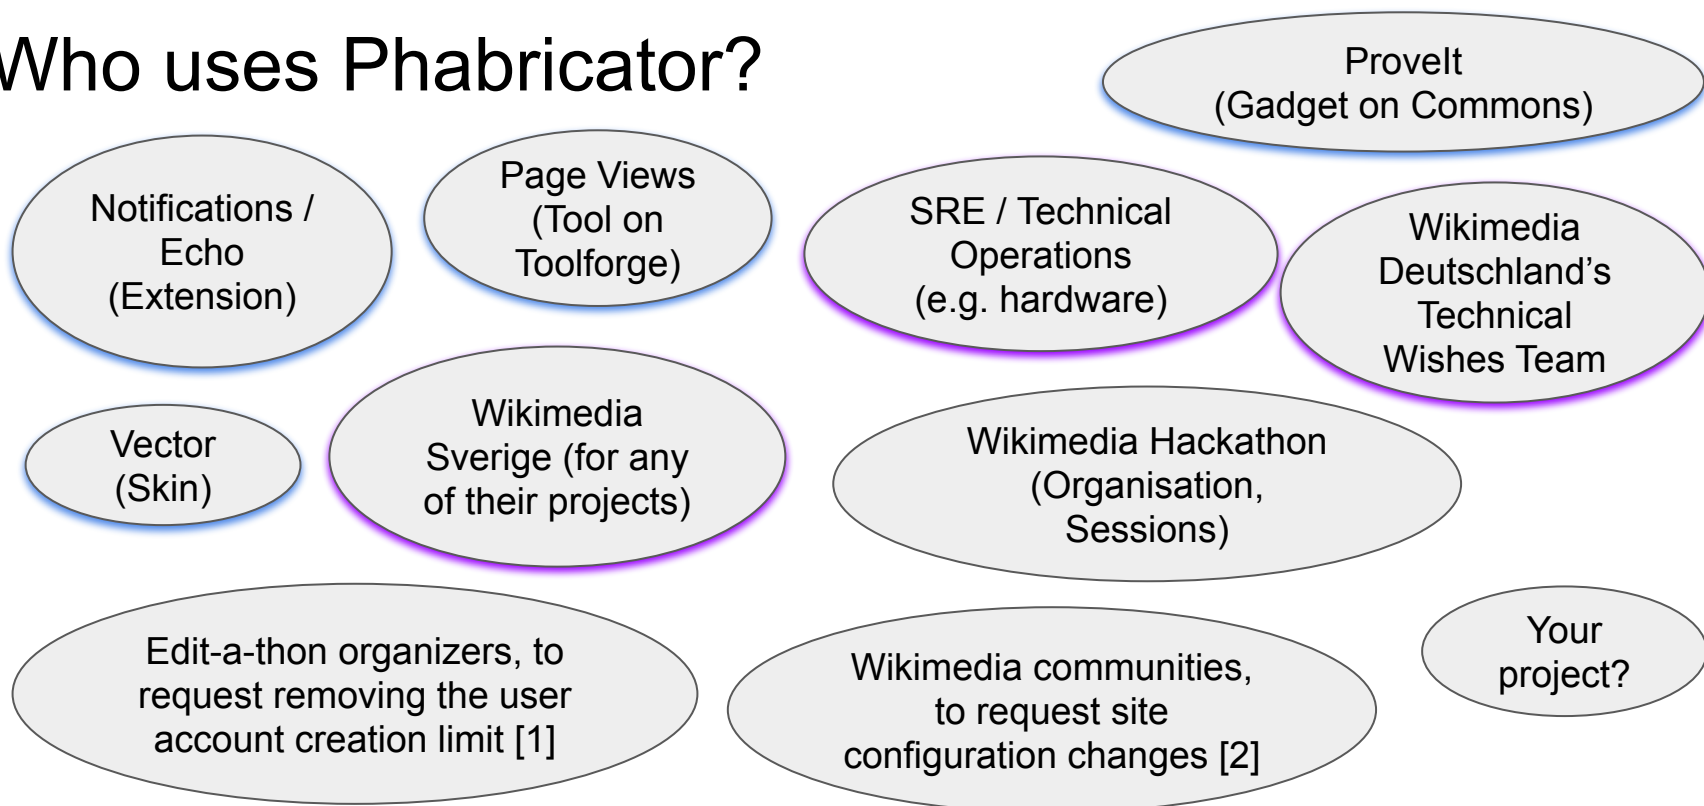 Who uses Phabricator?
ProveIt
(Gadget on Commons)
Notifications /
Echo
(Extension)
Page Views
(Tool on
Toolforge)
SRE / Technical
Operations
(e.g. hardware)
Wikimedia
Deutschland’s
Technical
Wishes Team
Vector
(Skin)
Wikimedia
Sverige (for any
of their projects)
Wikimedia Hackathon
(Organisation,
Sessions)
Edit-a-thon organizers, to
request removing the user
account creation limit [1]
Wikimedia communities,
to request site
configuration changes [2]
Your
project?